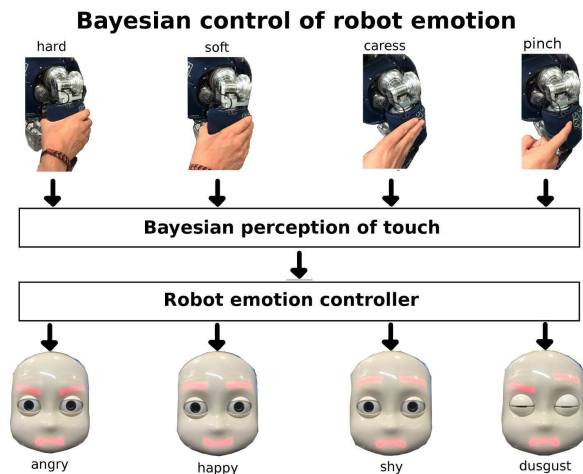 Bayesian control of robot emotion
hard soft caress pinch
Bayesian perception of touch
Robot emotion controller
angry happy shy dusgust